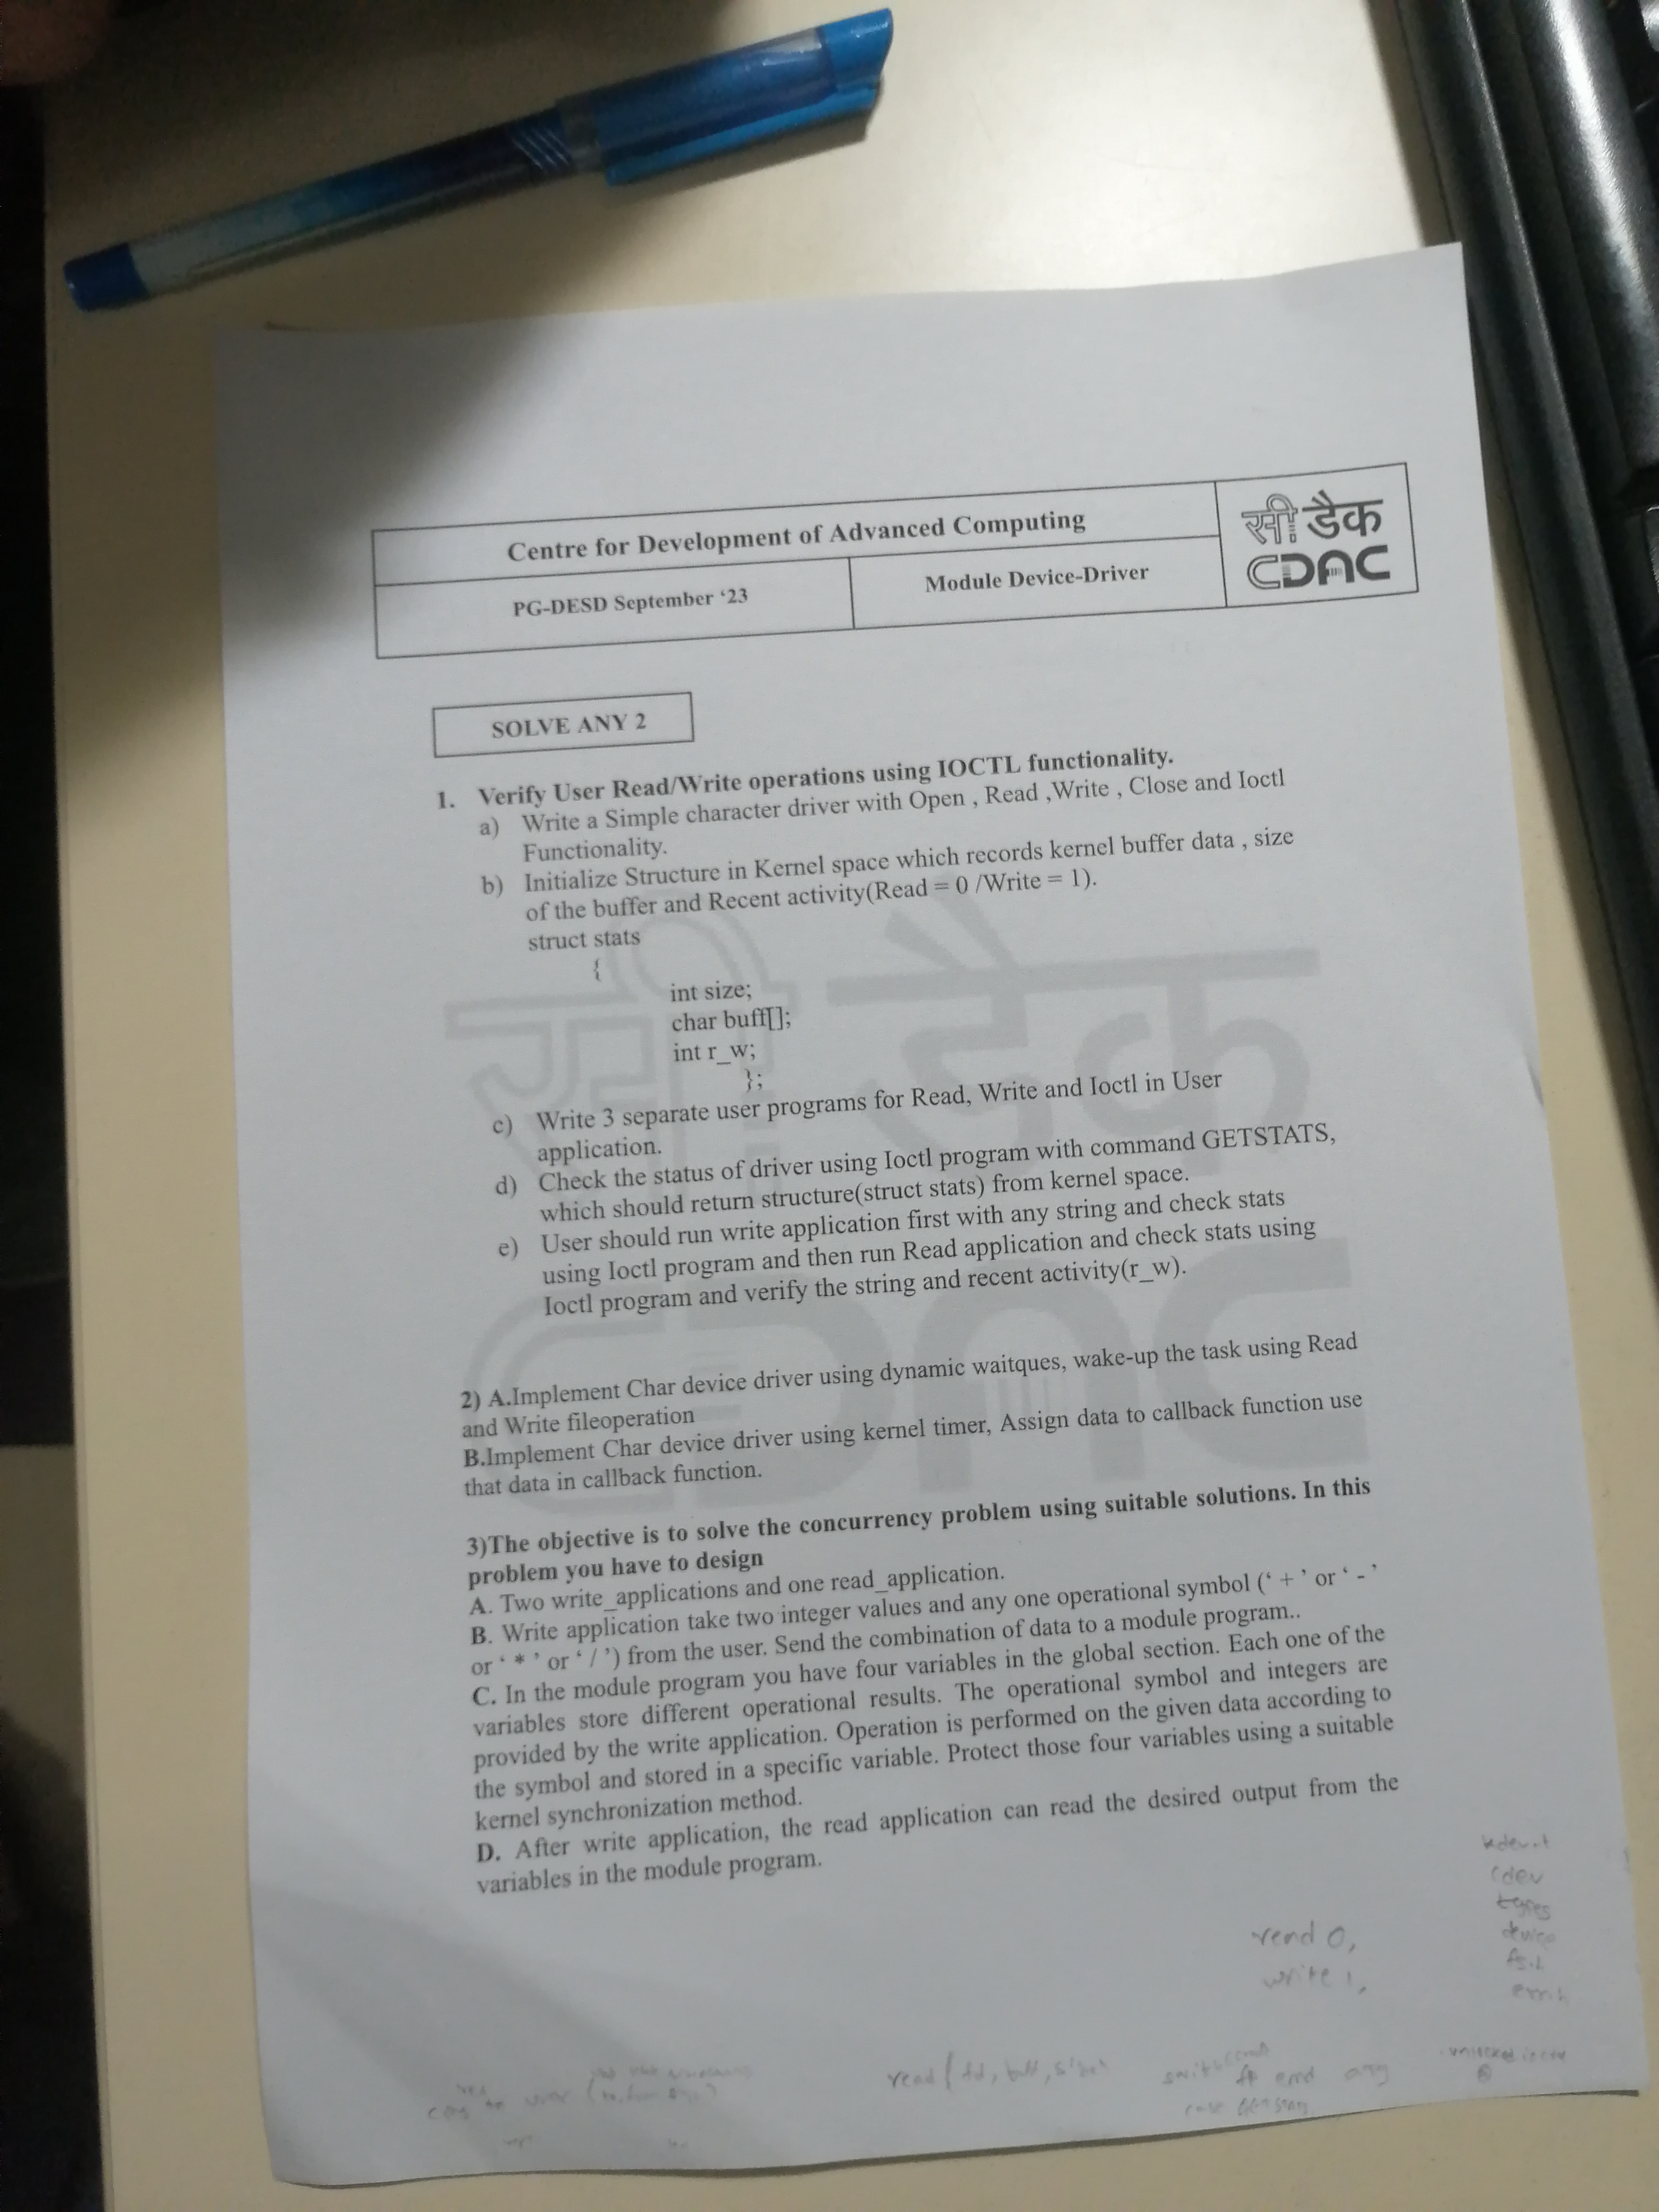 Centre for Development of Advanced Computing
सी डैक
CDAC
PG-DESD September ‘23
Module Device-Driver
SOLVE ANY 2
1. Verify User Read/Write operations using IOCTL functionality.
a) Write a Simple character driver with Open , Read ,Write , Close and Ioctl
Functionality.
b) Initialize Structure in Kernel space which records kernel buffer data , size
of the buffer and Recent activity(Read = 0 /Write = 1).
struct stats
{
int size;
char buff[];
int r_w;
};
c) Write 3 separate user programs for Read, Write and Ioctl in User
application.
d) Check the status of driver using Ioctl program with command GETSTATS,
which should return structure(struct stats) from kernel space.
e) User should run write application first with any string and check stats
using Ioctl program and then run Read application and check stats using
Ioctl program and verify the string and recent activity(r_w).
2) A.Implement Char device driver using dynamic waitques, wake-up the task using Read
and Write fileoperation
B.Implement Char device driver using kernel timer, Assign data to callback function use
that data in callback function.
3)The objective is to solve the concurrency problem using suitable solutions. In this
problem you have to design
A. Two write_applications and one read_application.
B. Write application take two integer values and any one operational symbol (‘ + ’ or ‘ - ’
or ‘ * ’ or ‘ / ’) from the user. Send the combination of data to a module program..
C. In the module program you have four variables in the global section. Each one of the
variables store different operational results. The operational symbol and integers are
provided by the write application. Operation is performed on the given data according to
the symbol and stored in a specific variable. Protect those four variables using a suitable
kernel synchronization method.
D. After write application, the read application can read the desired output from the
variables in the module program.
kdev.t
cdev
types
device
fs.h
read 0,
write 1,
read (fd, buff, size)
cmd arg
case